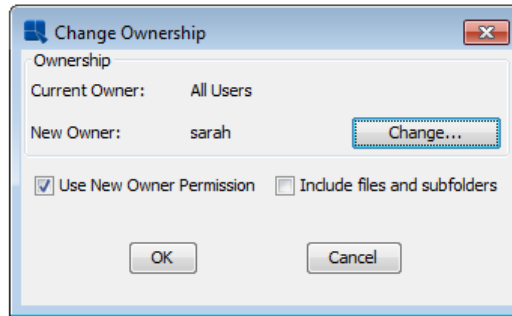 Change Ownership
Ownership
Current Owner: All Users
New Owner: sarah Change...
Use New Owner Permission Include files and subfolders
OK Cancel